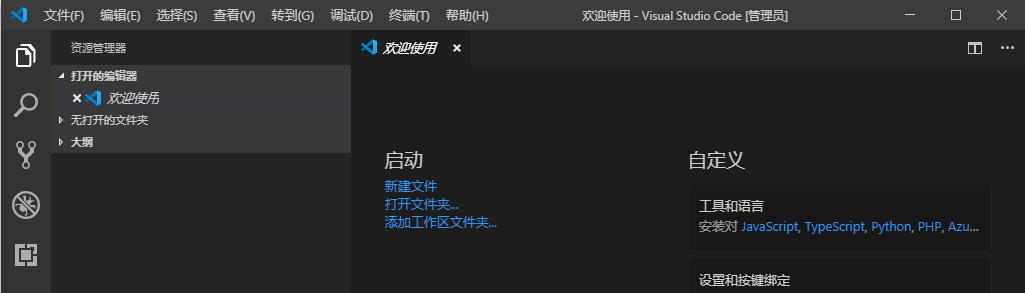 文件(F) 编辑(E) 选择(S) 查看(V) 转到(G) 调试(D) 终端(T) 帮助(H) 欢迎使用 - Visual Studio Code [管理员]
资源管理器
欢迎使用
打开的编辑器
欢迎使用
无打开的文件夹
大纲
启动
新建文件
打开文件夹...
添加工作区文件夹...
自定义
工具和语言
安装对 JavaScript, TypeScript, Python, PHP, Azu...
设置和按键绑定